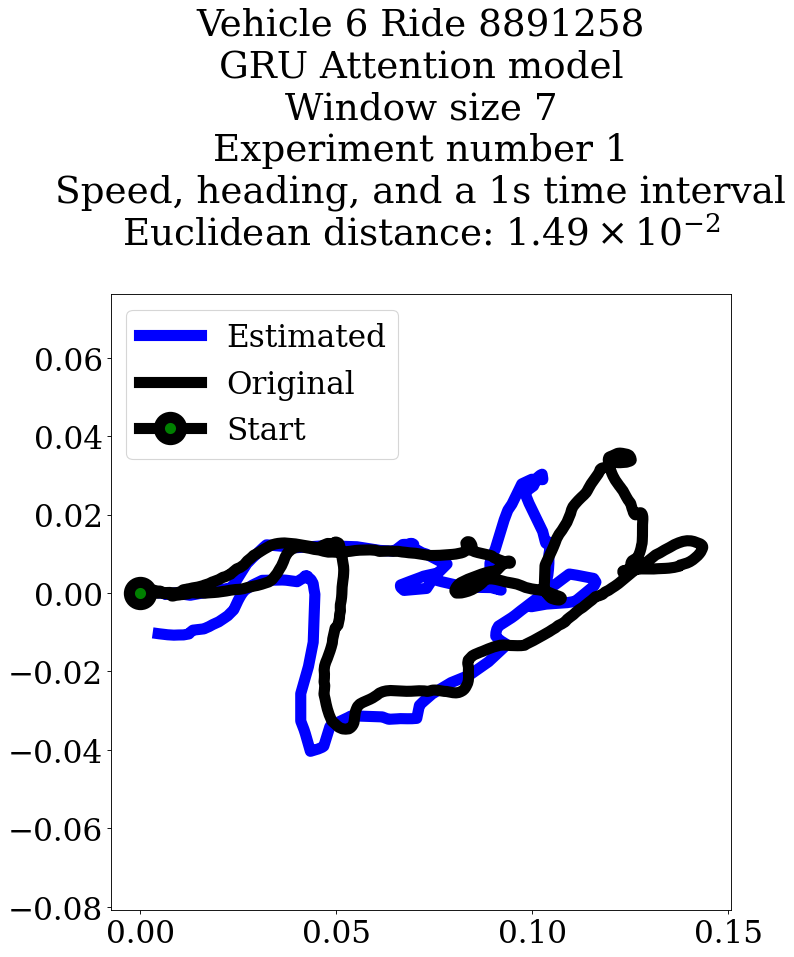 Vehicle 6 Ride 8891258
GRU Attention model
Window size 7
Experiment number 1
Speed, heading, and a 1s time interval
Euclidean distance: 1.49 × 10⁻²
Estimated
Original
Start
0.06
0.04
0.02
0.00
−0.02
−0.04
−0.06
−0.08
0.00 0.05 0.10 0.15